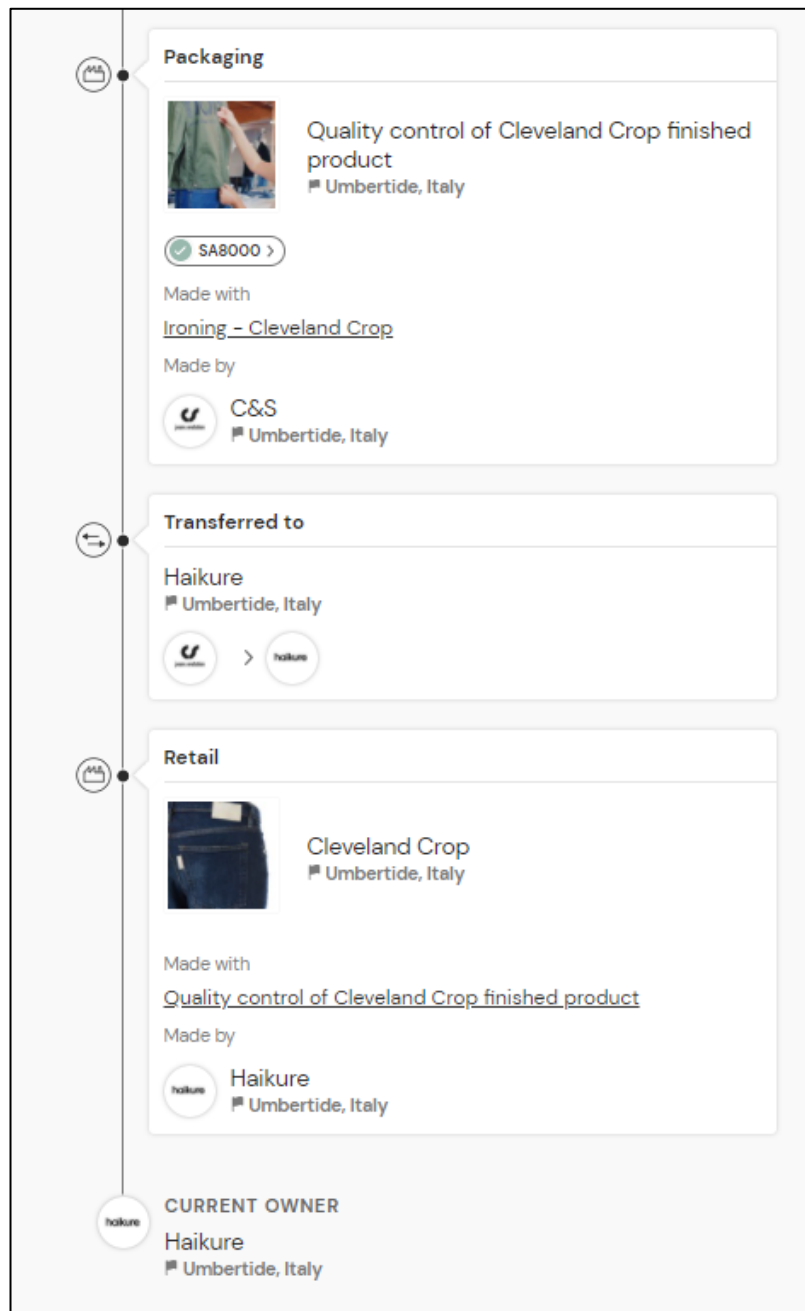 Packaging
Quality control of Cleveland Crop finished
product
Umbertide, Italy
SA8000 >
Made with
Ironing - Cleveland Crop
Made by
C&S
Umbertide, Italy
Transferred to
Haikure
Umbertide, Italy
> haikure
Retail
Cleveland Crop
Umbertide, Italy
Made with
Quality control of Cleveland Crop finished product
Made by
haikure
Haikure
Umbertide, Italy
haikure
CURRENT OWNER
Haikure
Umbertide, Italy